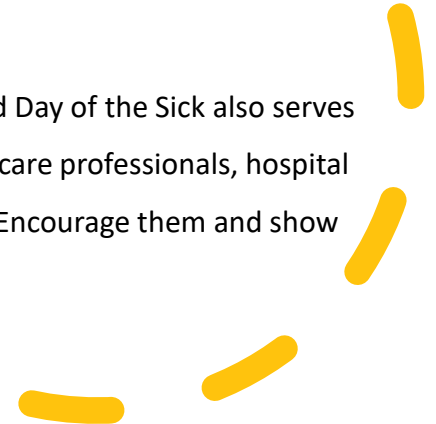 d Day of the Sick also serves
care professionals, hospital
Encourage them and show